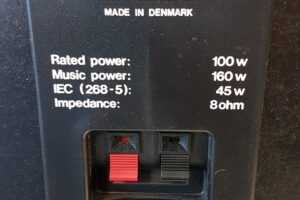 MADE IN DENMARK
Rated power: 100 w
Music power: 160 w
IEC (268-5): 45 w
Impedance: 8 ohm